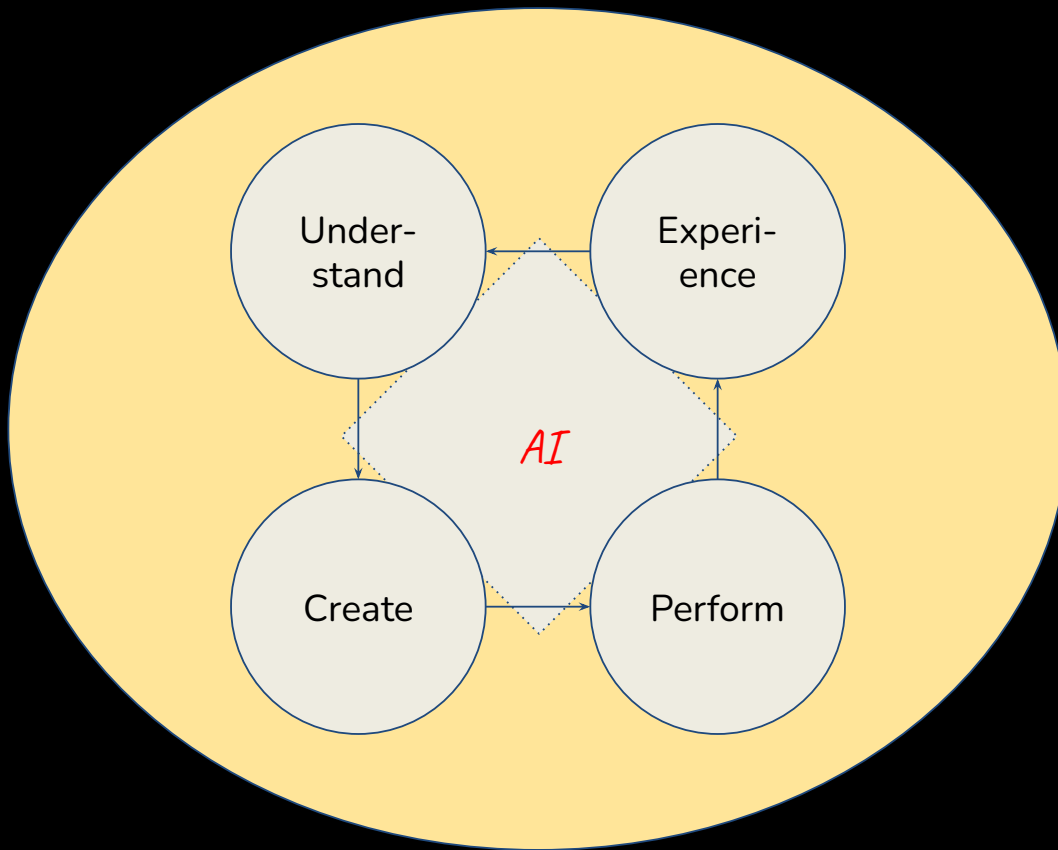 Under-
stand
Experi-
ence
AI
Create
Perform